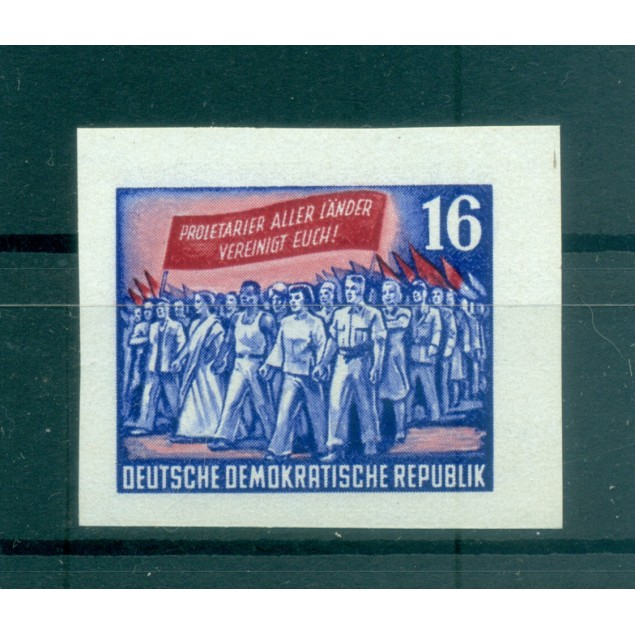 PROLETARIER ALLER LÄNDER
VEREINIGT EUCH!
16
DEUTSCHE DEMOKRATISCHE REPUBLIK